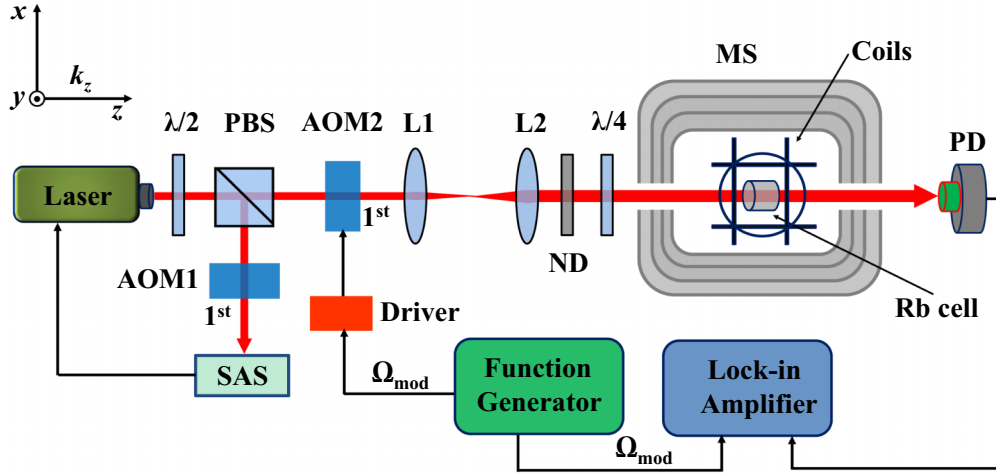 x
k_z
y
z
λ/2
PBS
AOM2
L1
L2
λ/4
MS
Coils
PD
Laser
1st
ND
AOM1
1st
Rb cell
Driver
SAS
Ω_mod
Function
Generator
Lock-in
Amplifier
Ω_mod